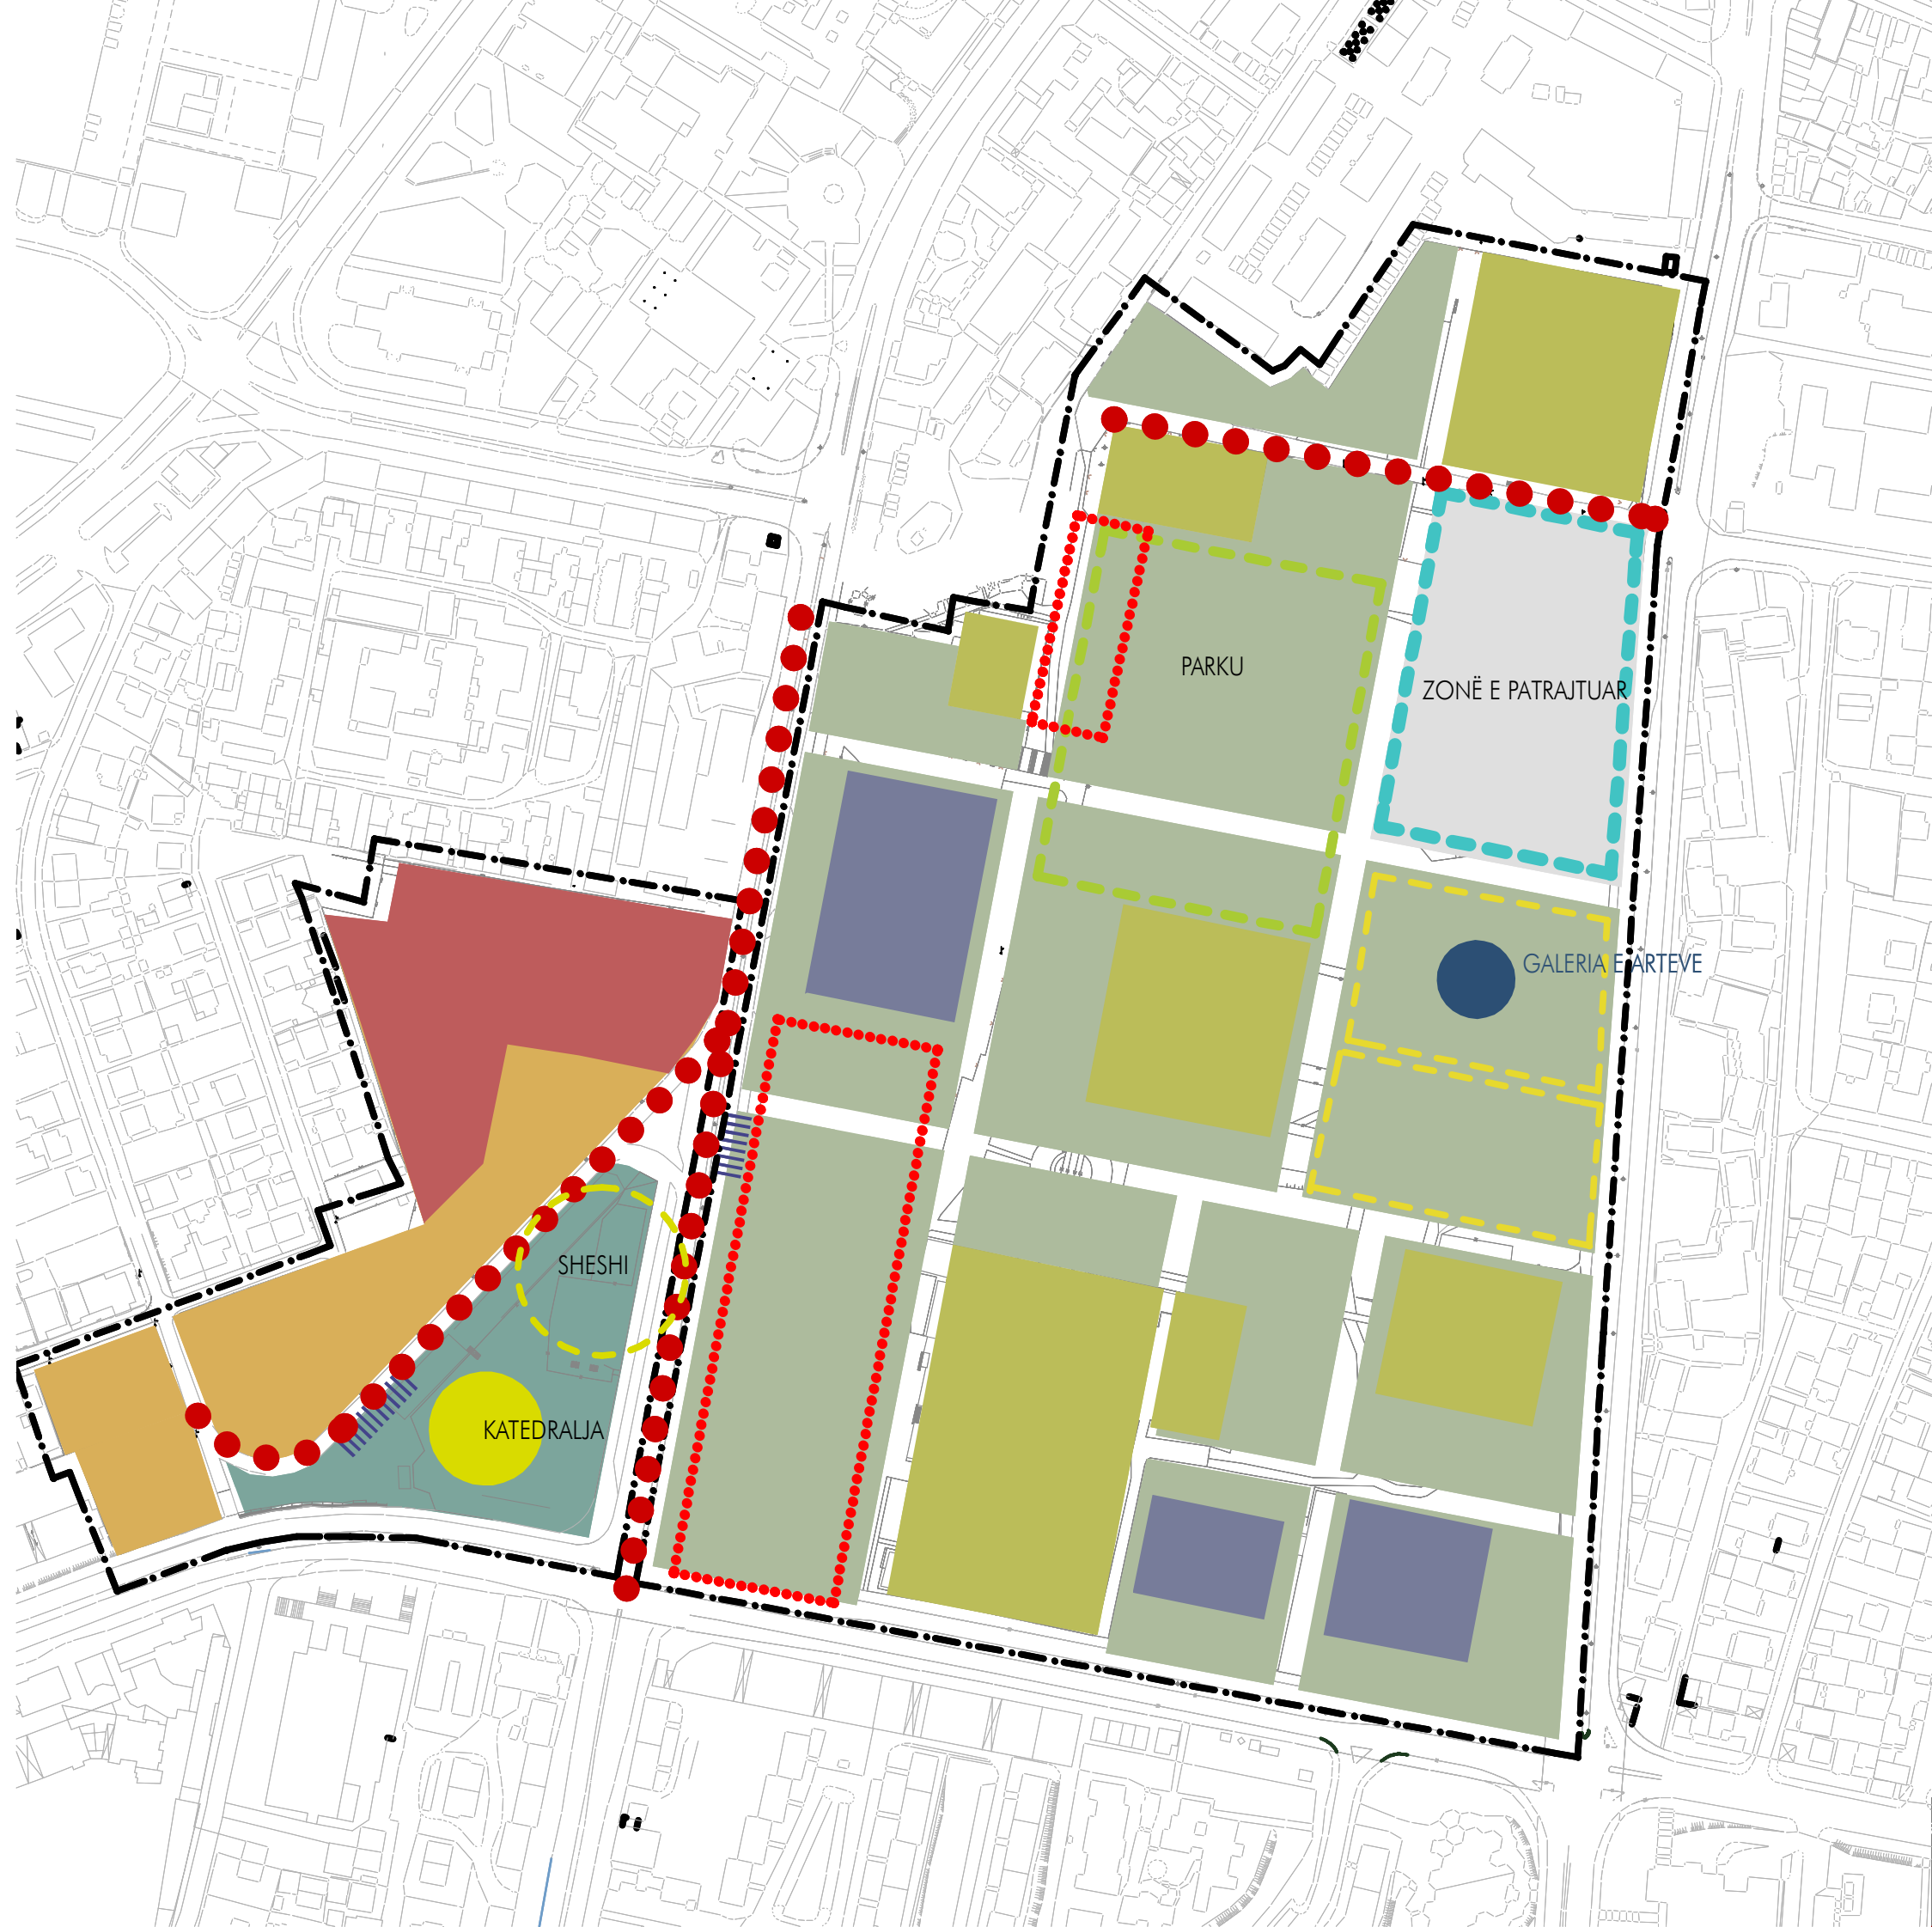 PARKU
ZONË E PATRAJTUAR
GALERIA E ARTEVE
SHESHI
KATEDRALJA